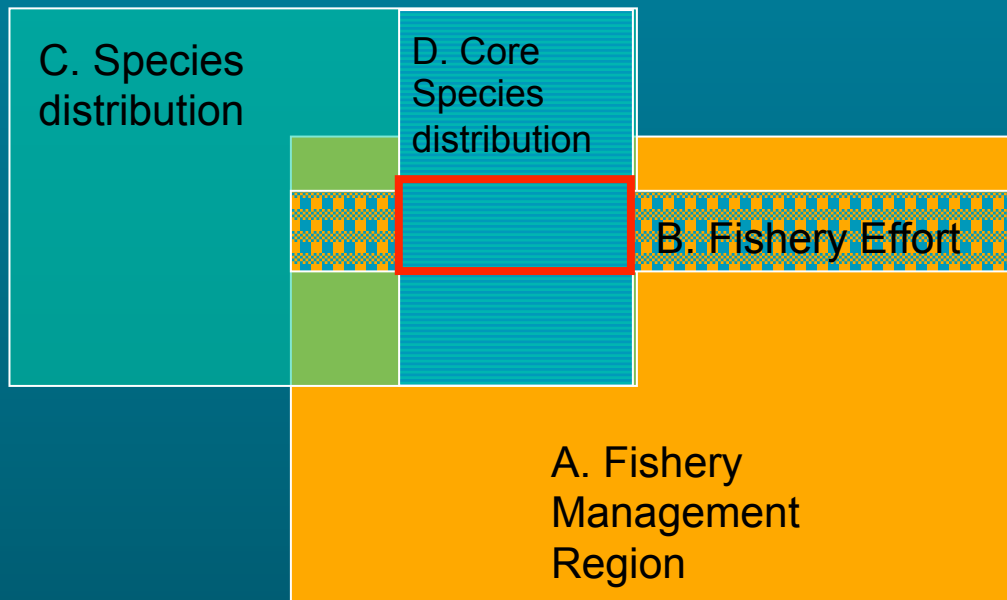 C. Species
distribution
D. Core
Species
distribution
B. Fishery Effort
A. Fishery
Management
Region